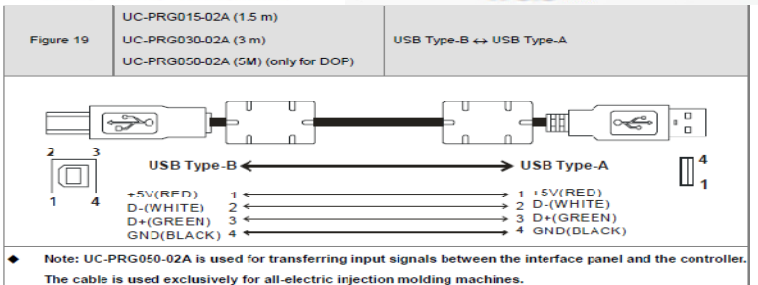 Figure 19
UC-PRG015-02A (1.5 m)
UC-PRG030-02A (3 m)
UC-PRG050-02A (5M) (only for DOP)
USB Type-B ↔ USB Type-A
2 3
1 4
USB Type-B
USB Type-A
4
1
+5V(RED) 1 1 +5V(RED)
D-(WHITE) 2 2 D-(WHITE)
D+(GREEN) 3 3 D+(GREEN)
GND(BLACK) 4 4 GND(BLACK)
◆ Note: UC-PRG050-02A is used for transferring input signals between the interface panel and the controller.
The cable is used exclusively for all-electric injection molding machines.